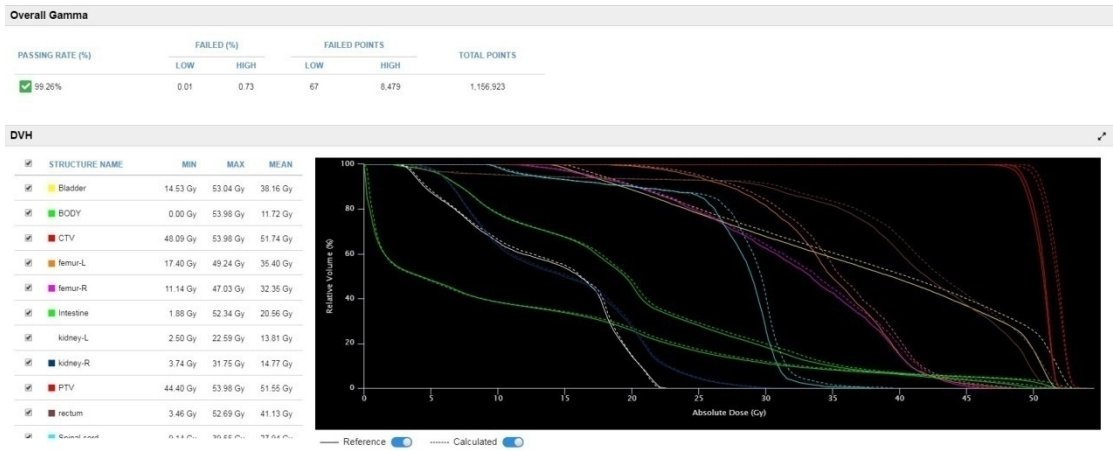 Overall Gamma
PASSING RATE (%) FAILED (%) FAILED POINTS TOTAL POINTS
LOW HIGH LOW HIGH
99.26% 0.01 0.73 67 8,479 1,156,923
DVH
STRUCTURE NAME MIN MAX MEAN
Bladder 14.53 Gy 53.04 Gy 38.16 Gy
BODY 0.00 Gy 53.98 Gy 11.72 Gy
CTV 48.09 Gy 53.98 Gy 51.74 Gy
femur-L 17.40 Gy 49.24 Gy 35.40 Gy
femur-R 11.14 Gy 47.03 Gy 32.35 Gy
Intestine 1.88 Gy 52.34 Gy 20.56 Gy
kidney-L 2.50 Gy 22.59 Gy 13.81 Gy
kidney-R 3.74 Gy 31.75 Gy 14.77 Gy
PTV 44.40 Gy 53.98 Gy 51.55 Gy
rectum 3.46 Gy 52.69 Gy 41.13 Gy
Spinal cord
Relative Volume (%)
100
80
60
40
20
0
0 5 10 15 20 25 30 35 40 45 50
Absolute Dose (Gy)
Reference Calculated